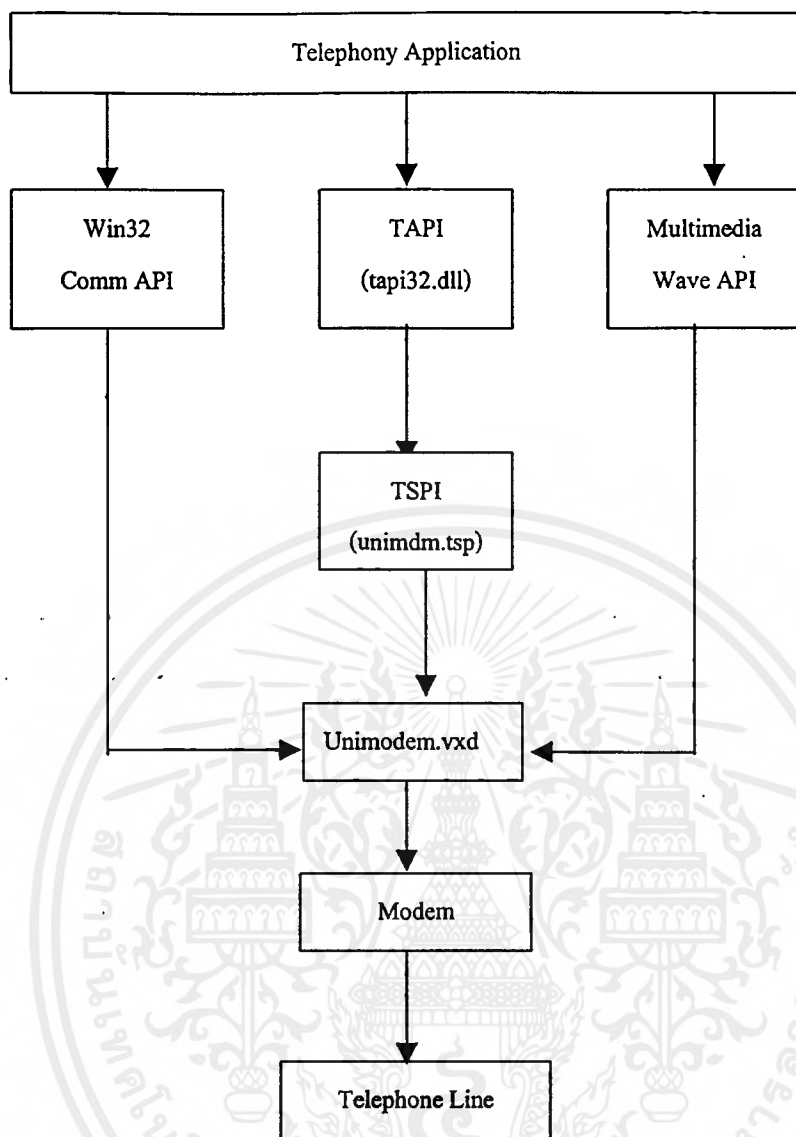 Telephony Application
Win32
Comm API
TAPI
(tapi32.dll)
Multimedia
Wave API
TSPI
(unimdm.tsp)
Unimodem.vxd
Modem
Telephone Line